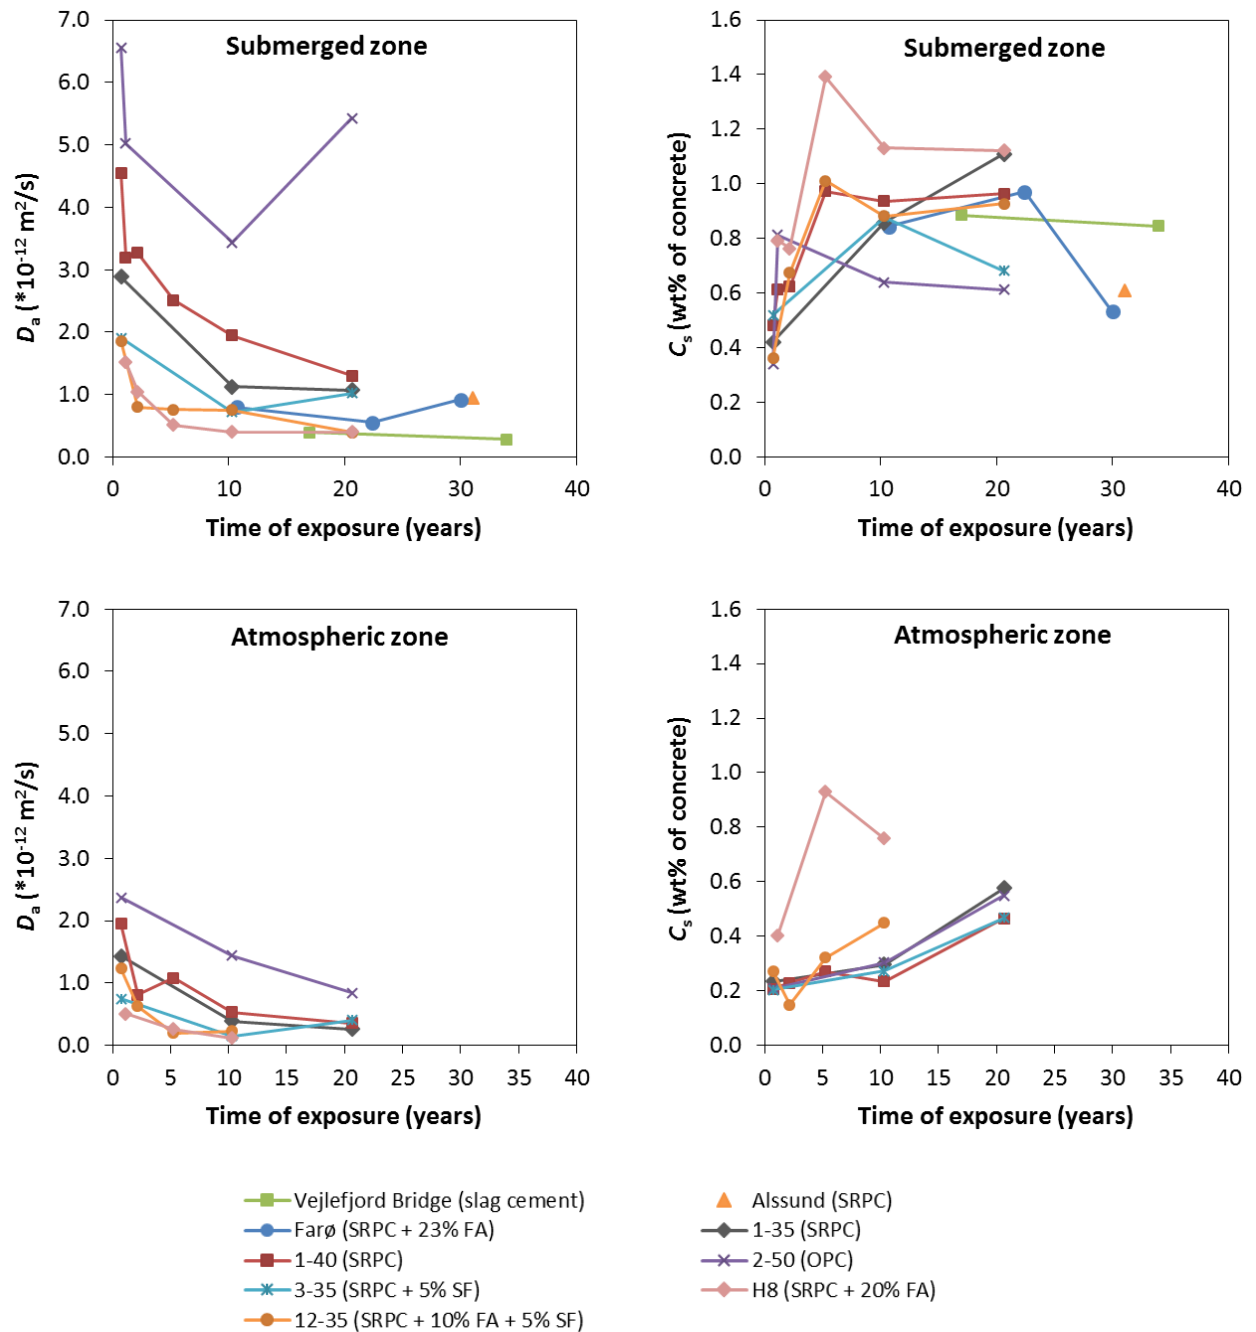 Submerged zone
7.0
6.0
5.0
4.0
3.0
2.0
1.0
0.0
0 10 20 30 40
Time of exposure (years)
Dₐ (*10⁻¹² m²/s)
Submerged zone
1.6
1.4
1.2
1.0
0.8
0.6
0.4
0.2
0.0
0 10 20 30 40
Time of exposure (years)
Cₛ (wt% of concrete)
Atmospheric zone
7.0
6.0
5.0
4.0
3.0
2.0
1.0
0.0
0 5 10 15 20 25 30 35 40
Time of exposure (years)
Dₐ (*10⁻¹² m²/s)
Atmospheric zone
1.6
1.4
1.2
1.0
0.8
0.6
0.4
0.2
0.0
0 5 10 15 20 25 30 35 40
Time of exposure (years)
Cₛ (wt% of concrete)
Vejlefjord Bridge (slag cement)
Alssund (SRPC)
Farø (SRPC + 23% FA)
1-35 (SRPC)
1-40 (SRPC)
2-50 (OPC)
3-35 (SRPC + 5% SF)
H8 (SRPC + 20% FA)
12-35 (SRPC + 10% FA + 5% SF)